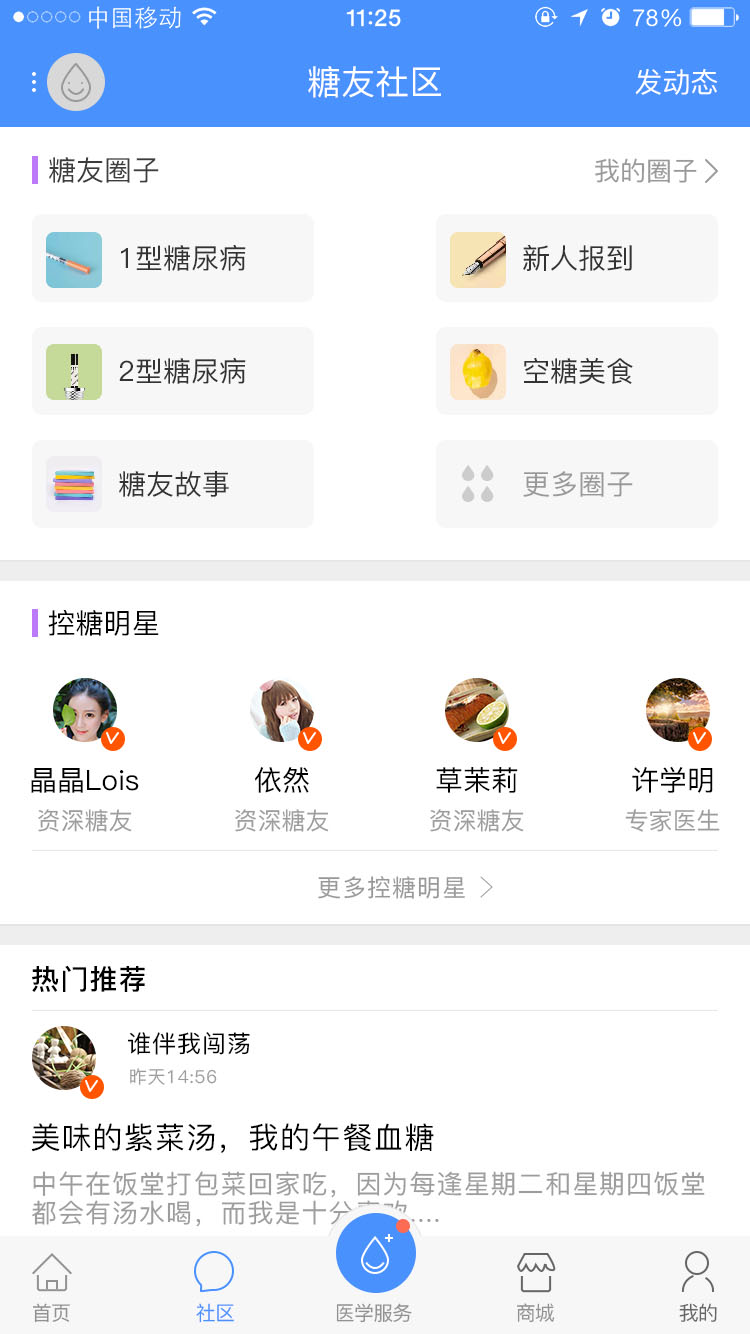 中国移动 11:25 78%
糖友社区 发动态
糖友圈子 我的圈子
1型糖尿病 新人报到
2型糖尿病 空糖美食
糖友故事 更多圈子
控糖明星
晶晶Lois 依然 草茉莉 许学明
资深糖友 资深糖友 资深糖友 专家医生
更多控糖明星
热门推荐
谁伴我闯荡
昨天14:56
美味的紫菜汤，我的午餐血糖
中午在饭堂打包菜回家吃，因为每逢星期二和星期四饭堂
都会有汤水喝，而我是十分喜欢....
首页 社区 医学服务 商城 我的